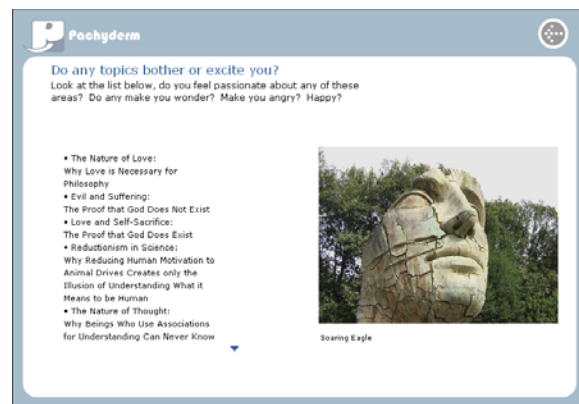 Pachyderm
Do any topics bother or excite you?
Look at the list below, do you feel passionate about any of these
areas? Do any make you wonder? Make you angry? Happy?
• The Nature of Love:
Why Love is Necessary for
Philosophy
• Evil and Suffering:
The Proof that God Does Not Exist
• Love and Self-Sacrifice:
The Proof that God Does Exist
• Reductionism in Science:
Why Reducing Human Motivation to
Animal Drives Creates only the
Illusion of Understanding What it
Means to be Human
• The Nature of Thought:
Why Beings Who Use Associations
for Understanding Can Never Know
Soaring Eagle